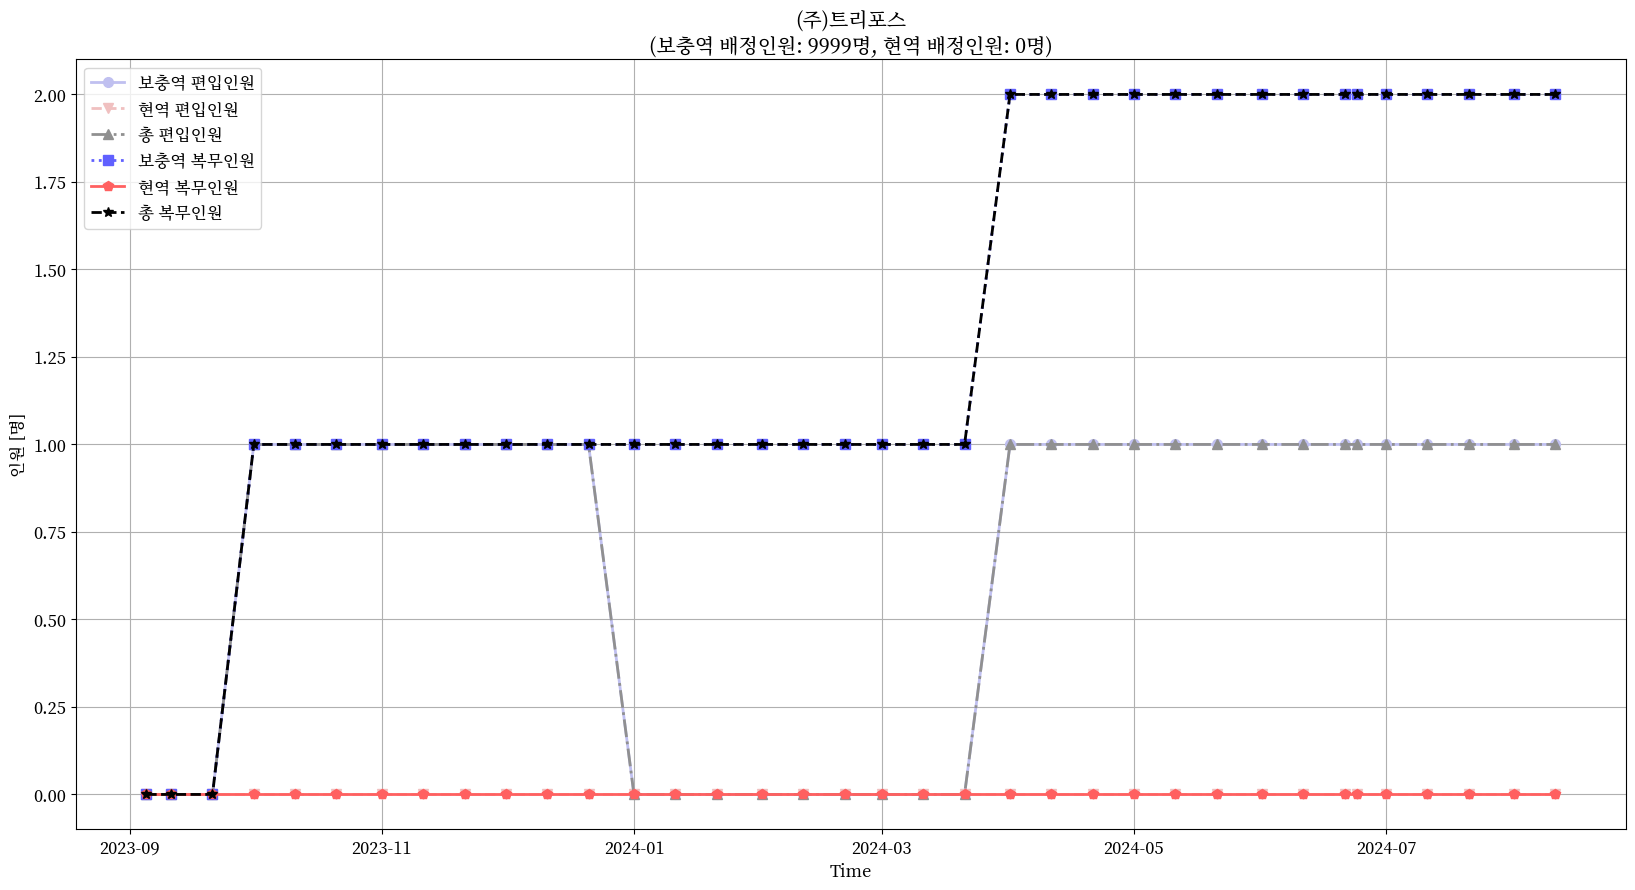 (주)트리포스
(보충역 배정인원: 9999명, 현역 배정인원: 0명)
보충역 편입인원
현역 편입인원
총 편입인원
보충역 복무인원
현역 복무인원
총 복무인원
인원 [명]
2.00
1.75
1.50
1.25
1.00
0.75
0.50
0.25
0.00
2023-09
2023-11
2024-01
2024-03
2024-05
2024-07
Time